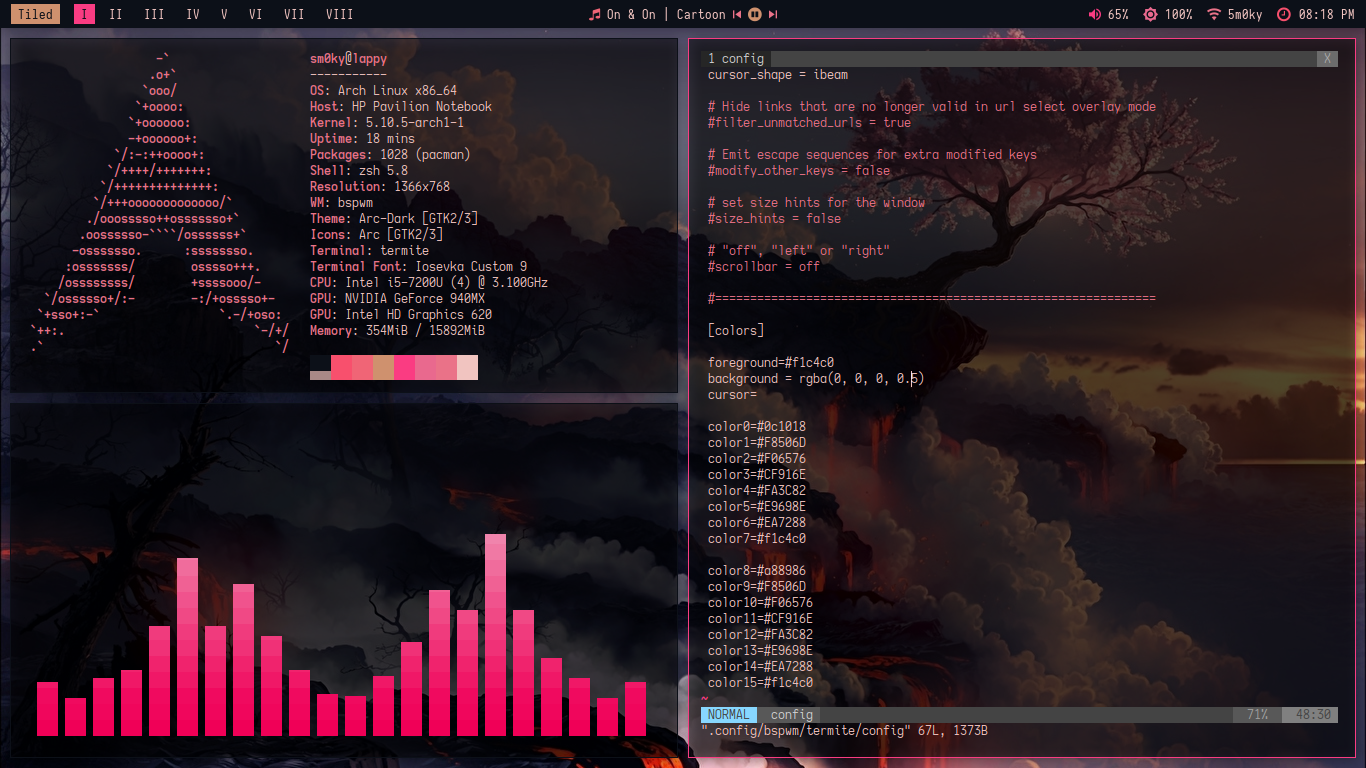 Tiled I II III IV V VI VII VIII On & On | Cartoon 65% 100% 5m0ky 08:18 PM
-`
.o+`
`ooo/
`+oooo:
`+oooooo:
-+oooooo+:
`/:-:++oooo+:
`/++++/+++++++:
`/++++++++++++++:
`/+++ooooooooooooo/`
./ooosssso++osssssso+`
.oossssso-````/ossssss+`
-osssssso.      :ssssssso.
:osssssss/        osssso+++.
/ossssssss/        +ssssooo/-
`/ossssso+/:-        -:/+osssso+-
`+sso+:-`                 `.-/+oso:
`++:.                           `-/+/
.`                                 `/
sm0ky@lappy
-----------
OS: Arch Linux x86_64
Host: HP Pavilion Notebook
Kernel: 5.10.5-arch1-1
Uptime: 18 mins
Packages: 1028 (pacman)
Shell: zsh 5.8
Resolution: 1366x768
WM: bspwm
Theme: Arc-Dark [GTK2/3]
Icons: Arc [GTK2/3]
Terminal: termite
Terminal Font: Iosevka Custom 9
CPU: Intel i5-7200U (4) @ 3.100GHz
GPU: NVIDIA GeForce 940MX
GPU: Intel HD Graphics 620
Memory: 354MiB / 15892MiB
1 config X
cursor_shape = ibeam
# Hide links that are no longer valid in url select overlay mode
#filter_unmatched_urls = true
# Emit escape sequences for extra modified keys
#modify_other_keys = false
# set size hints for the window
#size_hints = false
# "off", "left" or "right"
#scrollbar = off
#===============================================================
[colors]
foreground=#f1c4c0
background = rgba(0, 0, 0, 0.5)
cursor=
color0=#0c1018
color1=#F8506D
color2=#F06576
color3=#CF916E
color4=#FA3C82
color5=#E9698E
color6=#EA7288
color7=#f1c4c0
color8=#a88986
color9=#F8506D
color10=#F06576
color11=#CF916E
color12=#FA3C82
color13=#E9698E
color14=#EA7288
color15=#f1c4c0
~
NORMAL config 71% 48:30
".config/bspwm/termite/config" 67L, 1373B